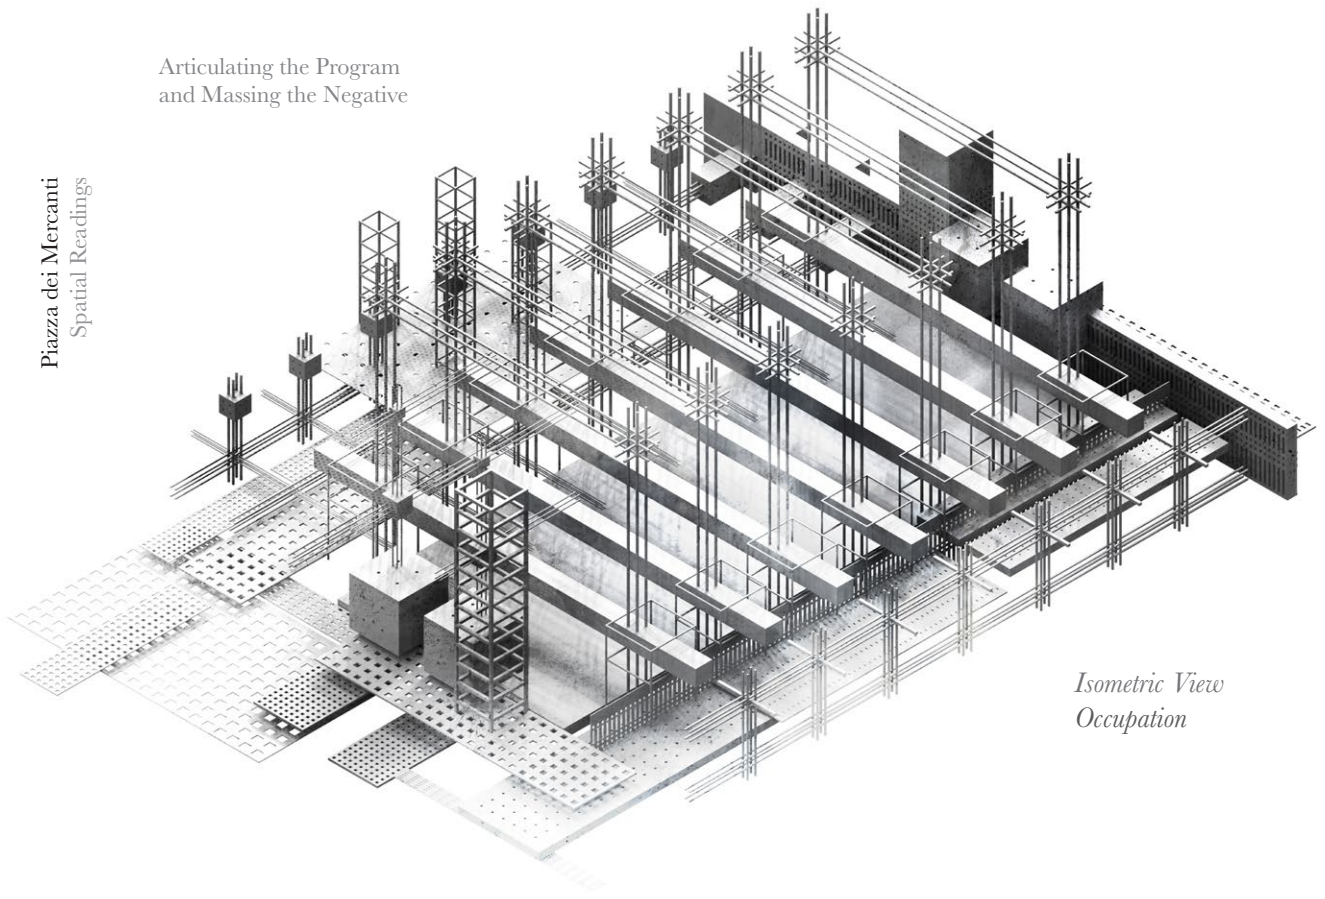 Articulating the Program
and Massing the Negative
Piazza dei Mercanti
Spatial Readings
Isometric View
Occupation